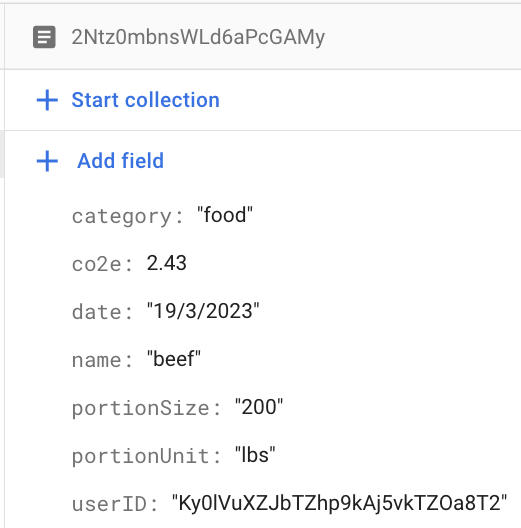 2Ntz0mbnsWLd6aPcGAMy
Start collection
Add field
category: "food"
co2e: 2.43
date: "19/3/2023"
name: "beef"
portionSize: "200"
portionUnit: "lbs"
userID: "Ky0lVuXZJbTZhp9kAj5vkTZOa8T2"